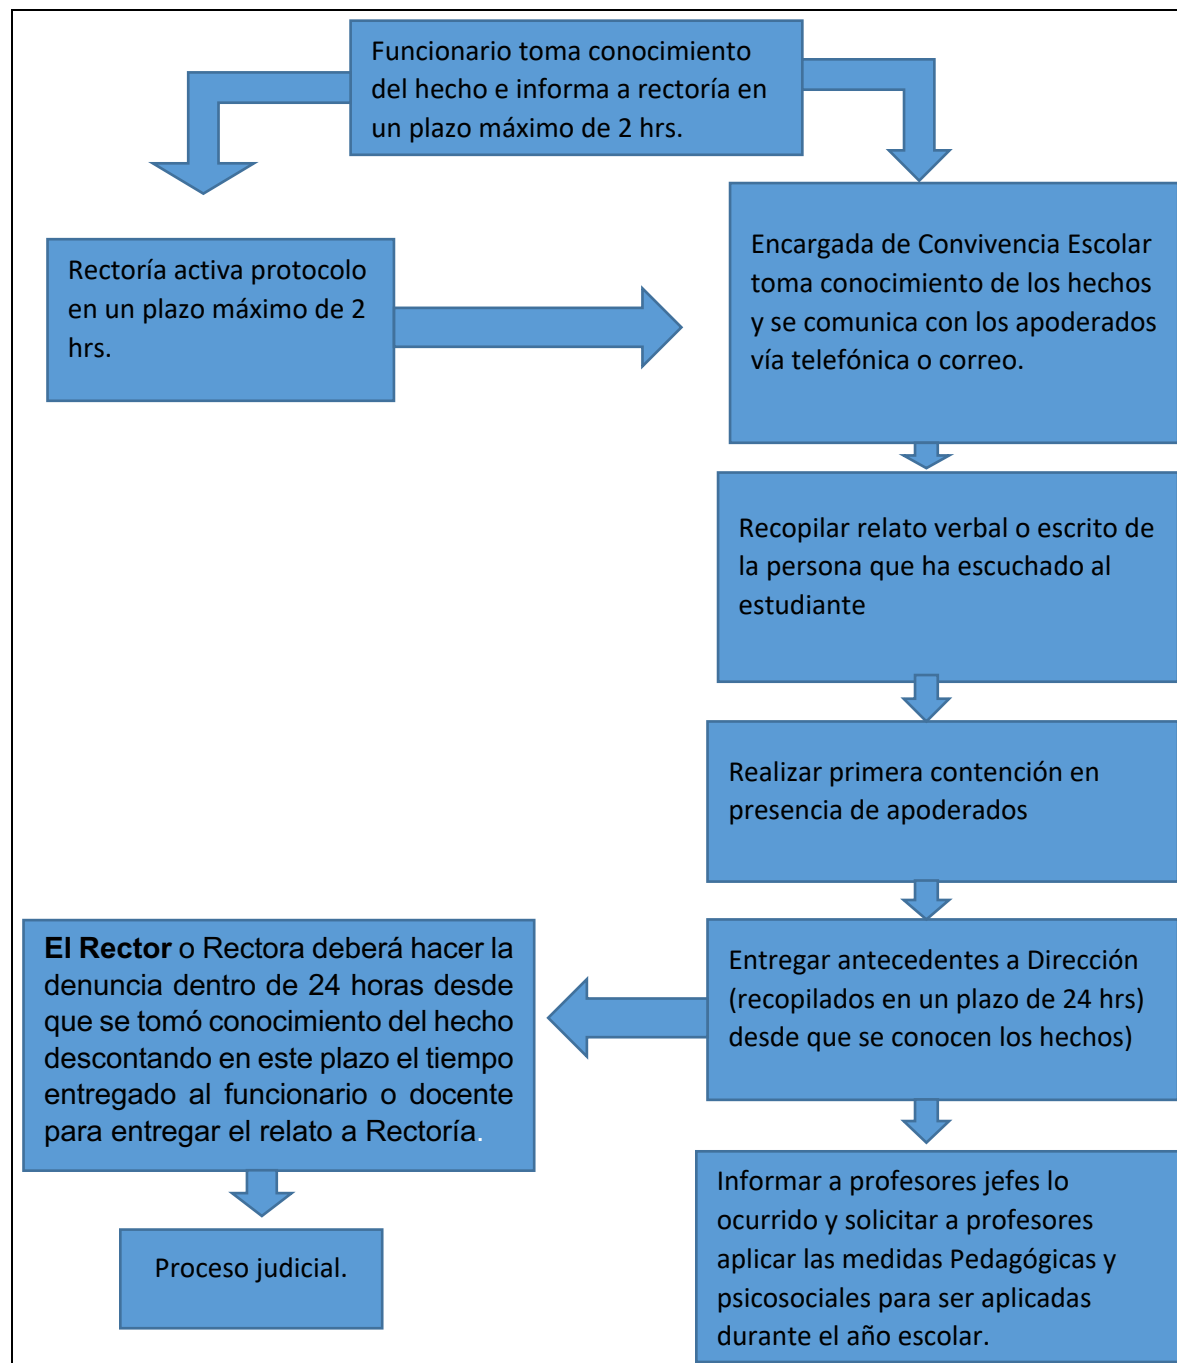 Funcionario toma conocimiento
del hecho e informa a rectoría en
un plazo máximo de 2 hrs.
Rectoría activa protocolo
en un plazo máximo de 2
hrs.
Encargada de Convivencia Escolar
toma conocimiento de los hechos
y se comunica con los apoderados
vía telefónica o correo.
Recopilar relato verbal o escrito de
la persona que ha escuchado al
estudiante
Realizar primera contención en
presencia de apoderados
Entregar antecedentes a Dirección
(recopilados en un plazo de 24 hrs)
desde que se conocen los hechos)
El Rector o Rectora deberá hacer la
denuncia dentro de 24 horas desde
que se tomó conocimiento del hecho
descontando en este plazo el tiempo
entregado al funcionario o docente
para entregar el relato a Rectoría.
Proceso judicial.
Informar a profesores jefes lo
ocurrido y solicitar a profesores
aplicar las medidas Pedagógicas y
psicosociales para ser aplicadas
durante el año escolar.